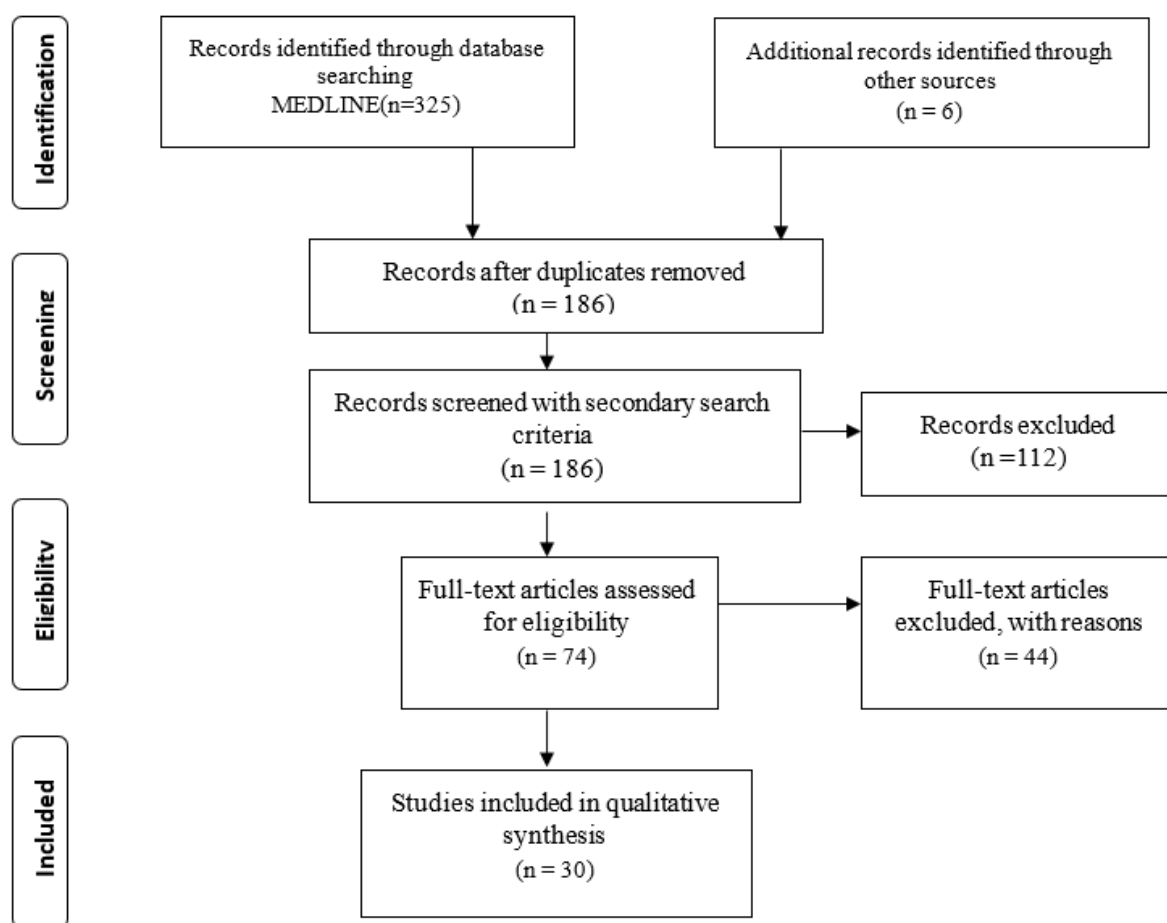 Identification
Records identified through database
searching
MEDLINE(n=325)
Additional records identified through
other sources
(n = 6)
Screening
Records after duplicates removed
(n = 186)
Records screened with secondary search
criteria
(n = 186)
Records excluded
(n =112)
Eligibility
Full-text articles assessed
for eligibility
(n = 74)
Full-text articles
excluded, with reasons
(n = 44)
Included
Studies included in qualitative
synthesis
(n = 30)